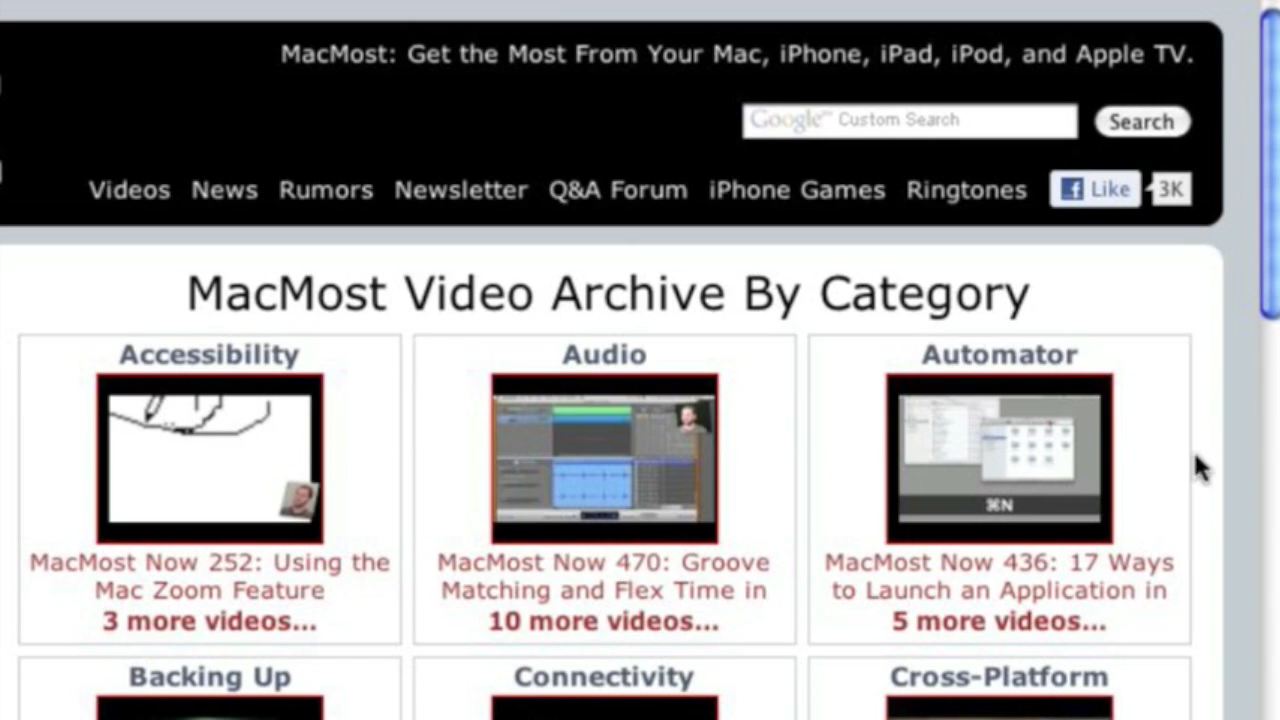 MacMost: Get the Most From Your Mac, iPhone, iPad, iPod, and Apple TV.
Google™ Custom Search
Search
Videos News Rumors Newsletter Q&A Forum iPhone Games Ringtones Like 3K
MacMost Video Archive By Category
Accessibility Audio Automator
⌘N
MacMost Now 252: Using the Mac Zoom Feature
3 more videos...
MacMost Now 470: Groove Matching and Flex Time in
10 more videos...
MacMost Now 436: 17 Ways to Launch an Application in
5 more videos...
Backing Up Connectivity Cross-Platform